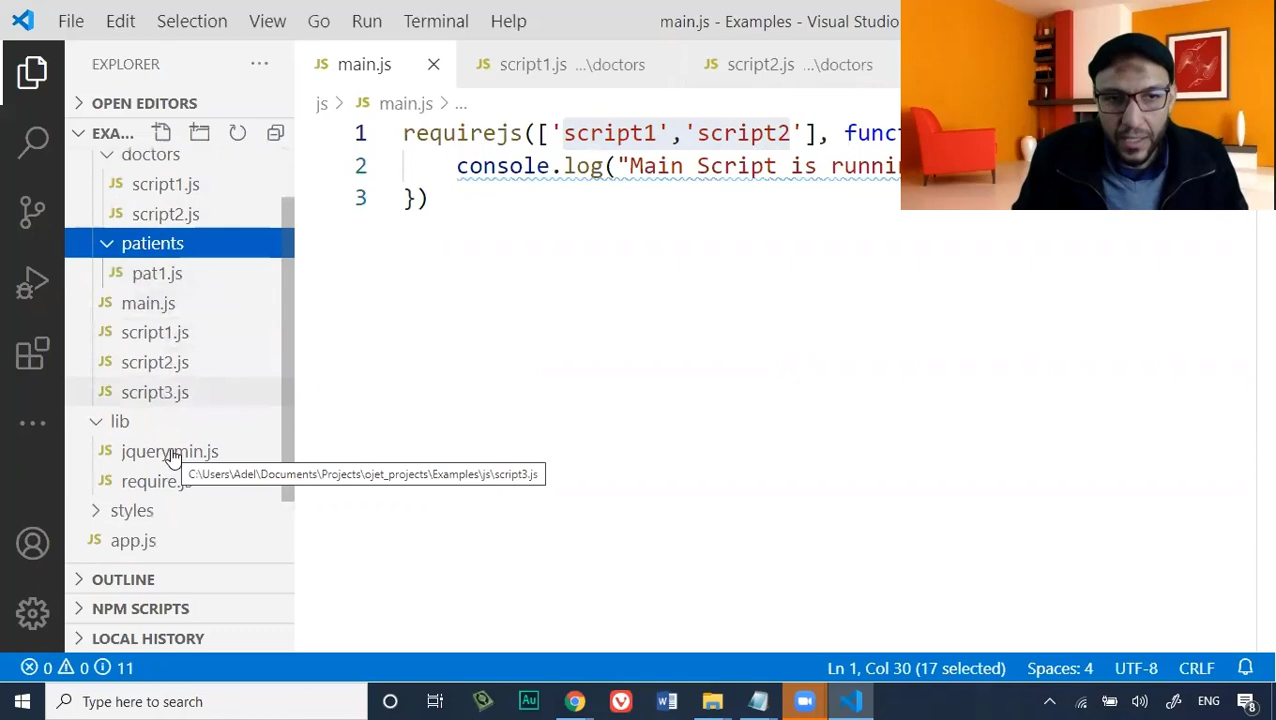 File Edit Selection View Go Run Terminal Help main.js - Examples - Visual Studio
EXPLORER
main.js script1.js ...\doctors script2.js ...\doctors
OPEN EDITORS
js > main.js > ...
EXA...
doctors
script1.js
script2.js
patients
pat1.js
main.js
script1.js
script2.js
script3.js
lib
jquery.min.js
C:\Users\Adel\Documents\Projects\ojet_projects\Examples\js\script3.js
require.js
styles
app.js
OUTLINE
NPM SCRIPTS
LOCAL HISTORY
1 requirejs(['script1','script2'], func
2 console.log("Main Script is runnin
3 })
0 0 11 Ln 1, Col 30 (17 selected) Spaces: 4 UTF-8 CRLF
Type here to search Au W ENG 8